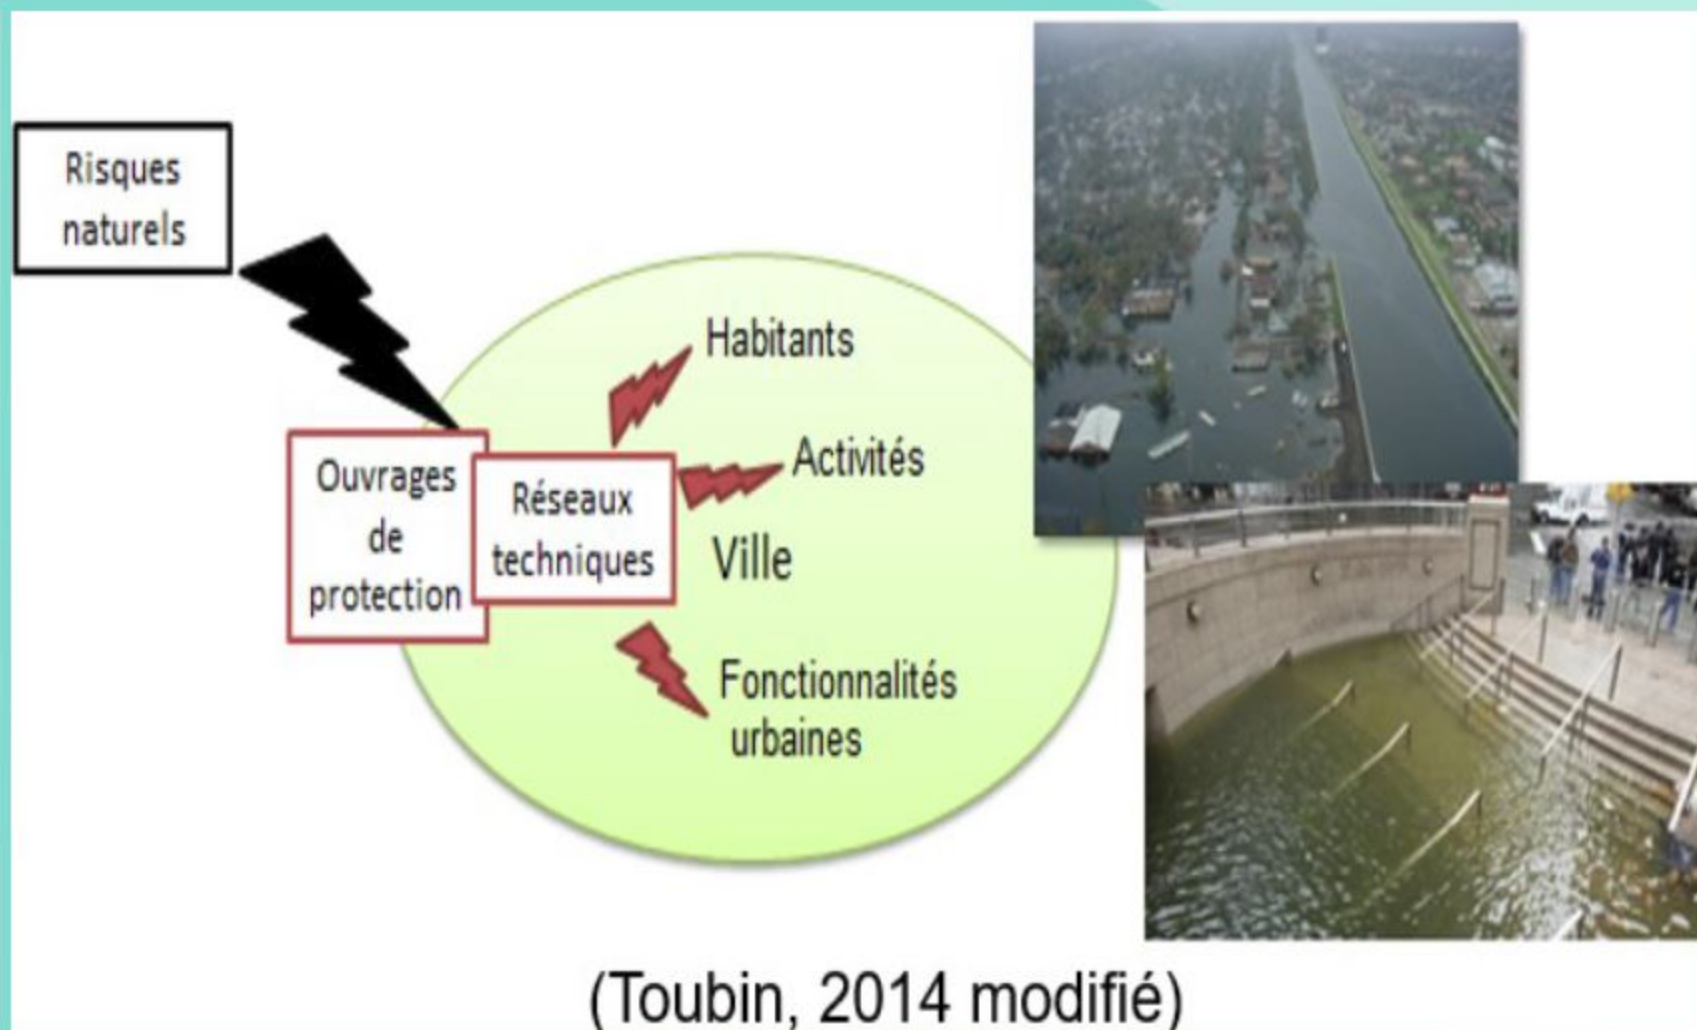 Risques
naturels
Habitants
Activités
Ouvrages
de
protection
Réseaux
techniques
Ville
Fonctionnalités
urbaines
(Toubin, 2014 modifié)